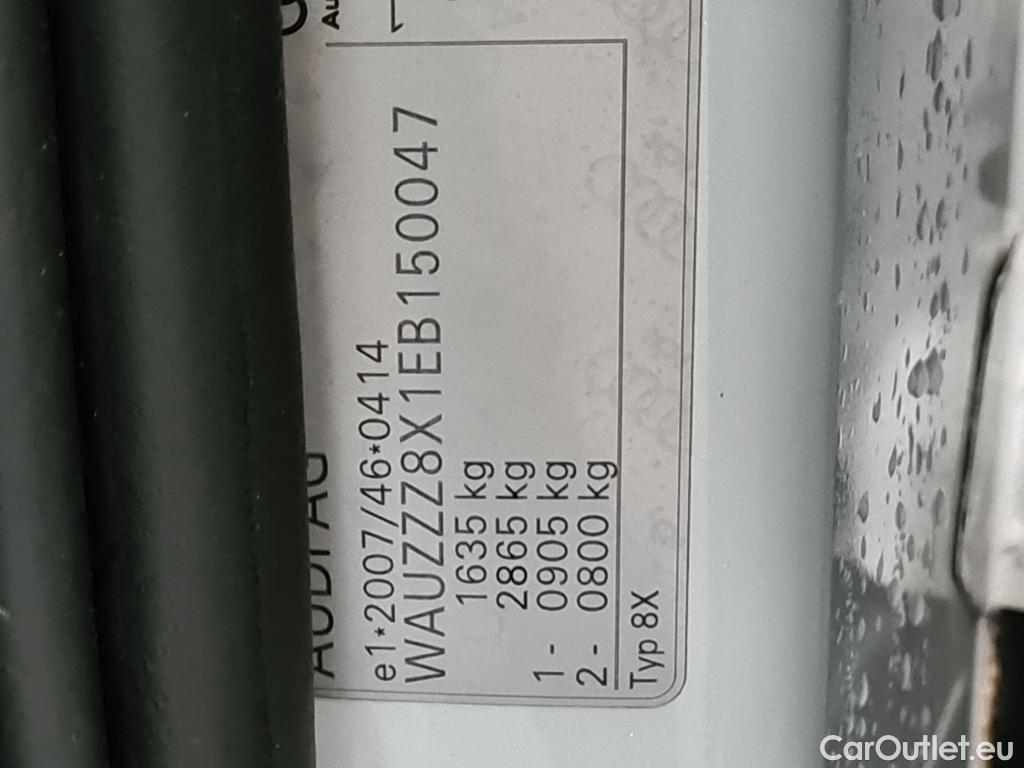 AUDI AG
e1*2007/46*0414
WAUZZZ8X1EB150047
1635 kg
2865 kg
1 - 0905 kg
2 - 0800 kg
Typ 8X
Au
CarOutlet.eu